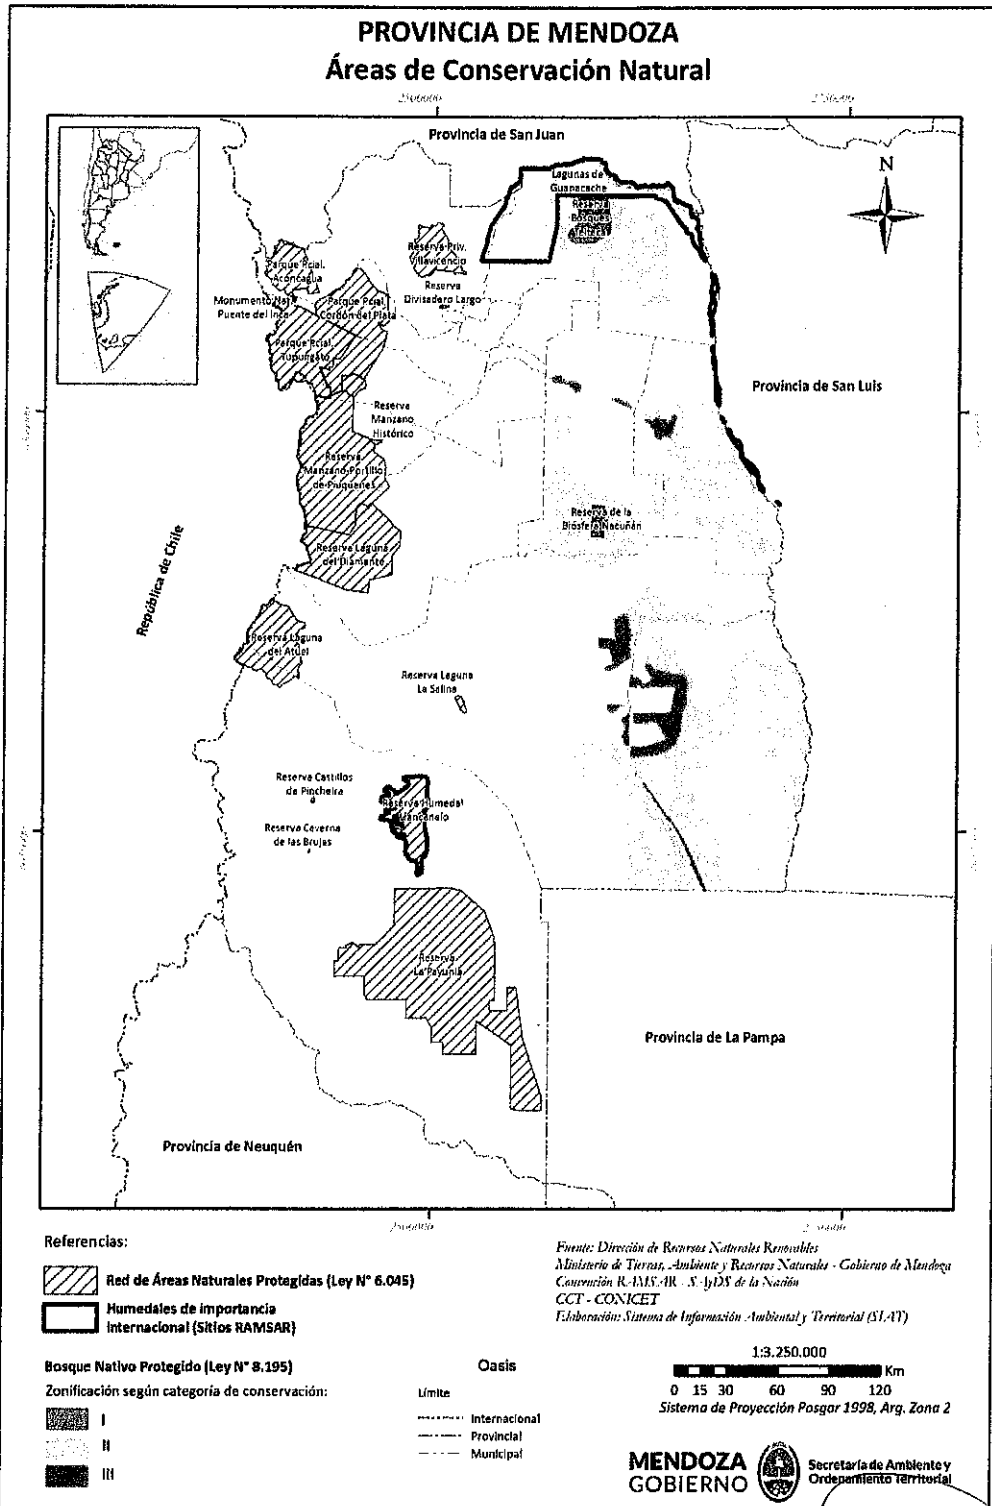 PROVINCIA DE MENDOZA
Áreas de Conservación Natural
2500000
Provincia de San Juan
N
Lagunas de
Guanacache
Reserva
Bosques
Telteca
Reserva Priv.
Villavicencio
Parque Pcial.
Aconcagua
Reserva
Divisadero Largo
Monumento Nat.
Puente del Inca
Parque Pcial.
Cordón del Plata
Parque Pcial.
Tupungato
Provincia de San Luis
Reserva
Manzano
Histórico
Reserva
Manzano-Portillo
de Piuquenes
Reserva de la
Biósfera Ñacuñán
República de Chile
Reserva Laguna
del Diamante
Reserva Laguna
del Atuel
Reserva Laguna
La Salina
Reserva Castillos
de Pincheira
Reserva Humedal
Llancanelo
Reserva Caverna
de las Brujas
Reserva
La Payunia
Provincia de La Pampa
Provincia de Neuquén
2500000
Referencias:
Red de Áreas Naturales Protegidas (Ley N° 6.045)
Humedales de importancia
Internacional (Sitios RAMSAR)
Bosque Nativo Protegido (Ley N° 8.195)
Zonificación según categoría de conservación:
I
II
III
Oasis
Límite
Internacional
Provincial
Municipal
Fuente: Dirección de Recursos Naturales Renovables
Ministerio de Tierras, Ambiente y Recursos Naturales - Gobierno de Mendoza
Convención RAMSAR - SAyDS de la Nación
CCT - CONICET
Elaboración: Sistema de Información Ambiental y Territorial (SIAT)
1:3.250.000
Km
0 15 30 60 90 120
Sistema de Proyección Posgar 1998, Arg. Zona 2
MENDOZA
GOBIERNO
Secretaría de Ambiente y
Ordenamiento Territorial